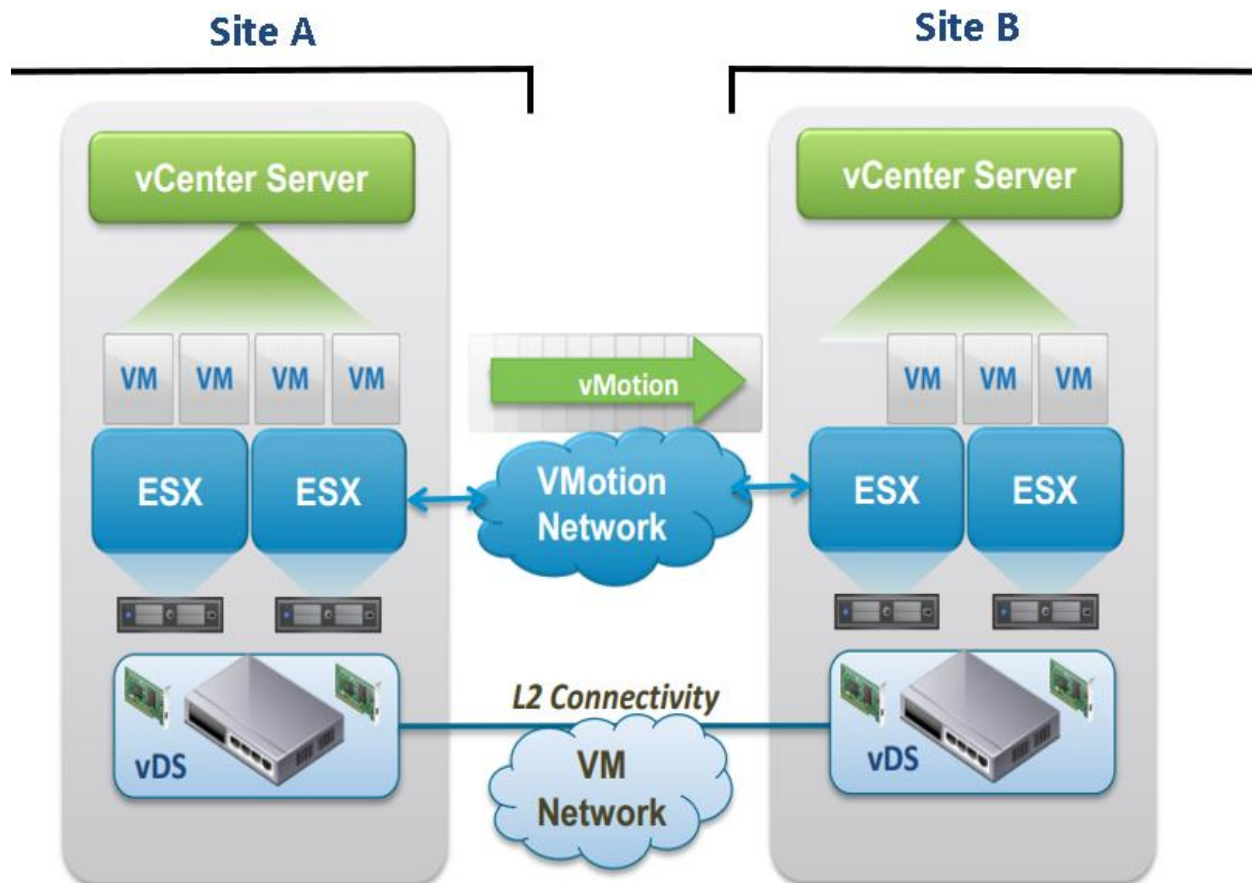 Site A
Site B
vCenter Server
vCenter Server
VM VM VM VM
vMotion
VM VM VM
ESX ESX
VMotion
Network
ESX ESX
L2 Connectivity
vDS
VM
Network
vDS